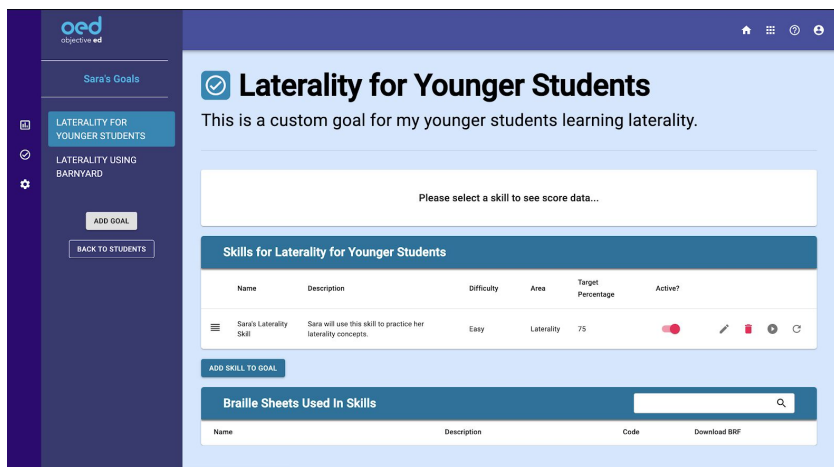 oed
objective ed
Sara's Goals
LATERALITY FOR
YOUNGER STUDENTS
LATERALITY USING
BARNYARD
ADD GOAL
BACK TO STUDENTS
Laterality for Younger Students
This is a custom goal for my younger students learning laterality.
Please select a skill to see score data...
Skills for Laterality for Younger Students
Name Description Difficulty Area Target Percentage Active?
Sara's Laterality Skill Sara will use this skill to practice her laterality concepts. Easy Laterality 75
ADD SKILL TO GOAL
Braille Sheets Used In Skills
Name Description Code Download BRF